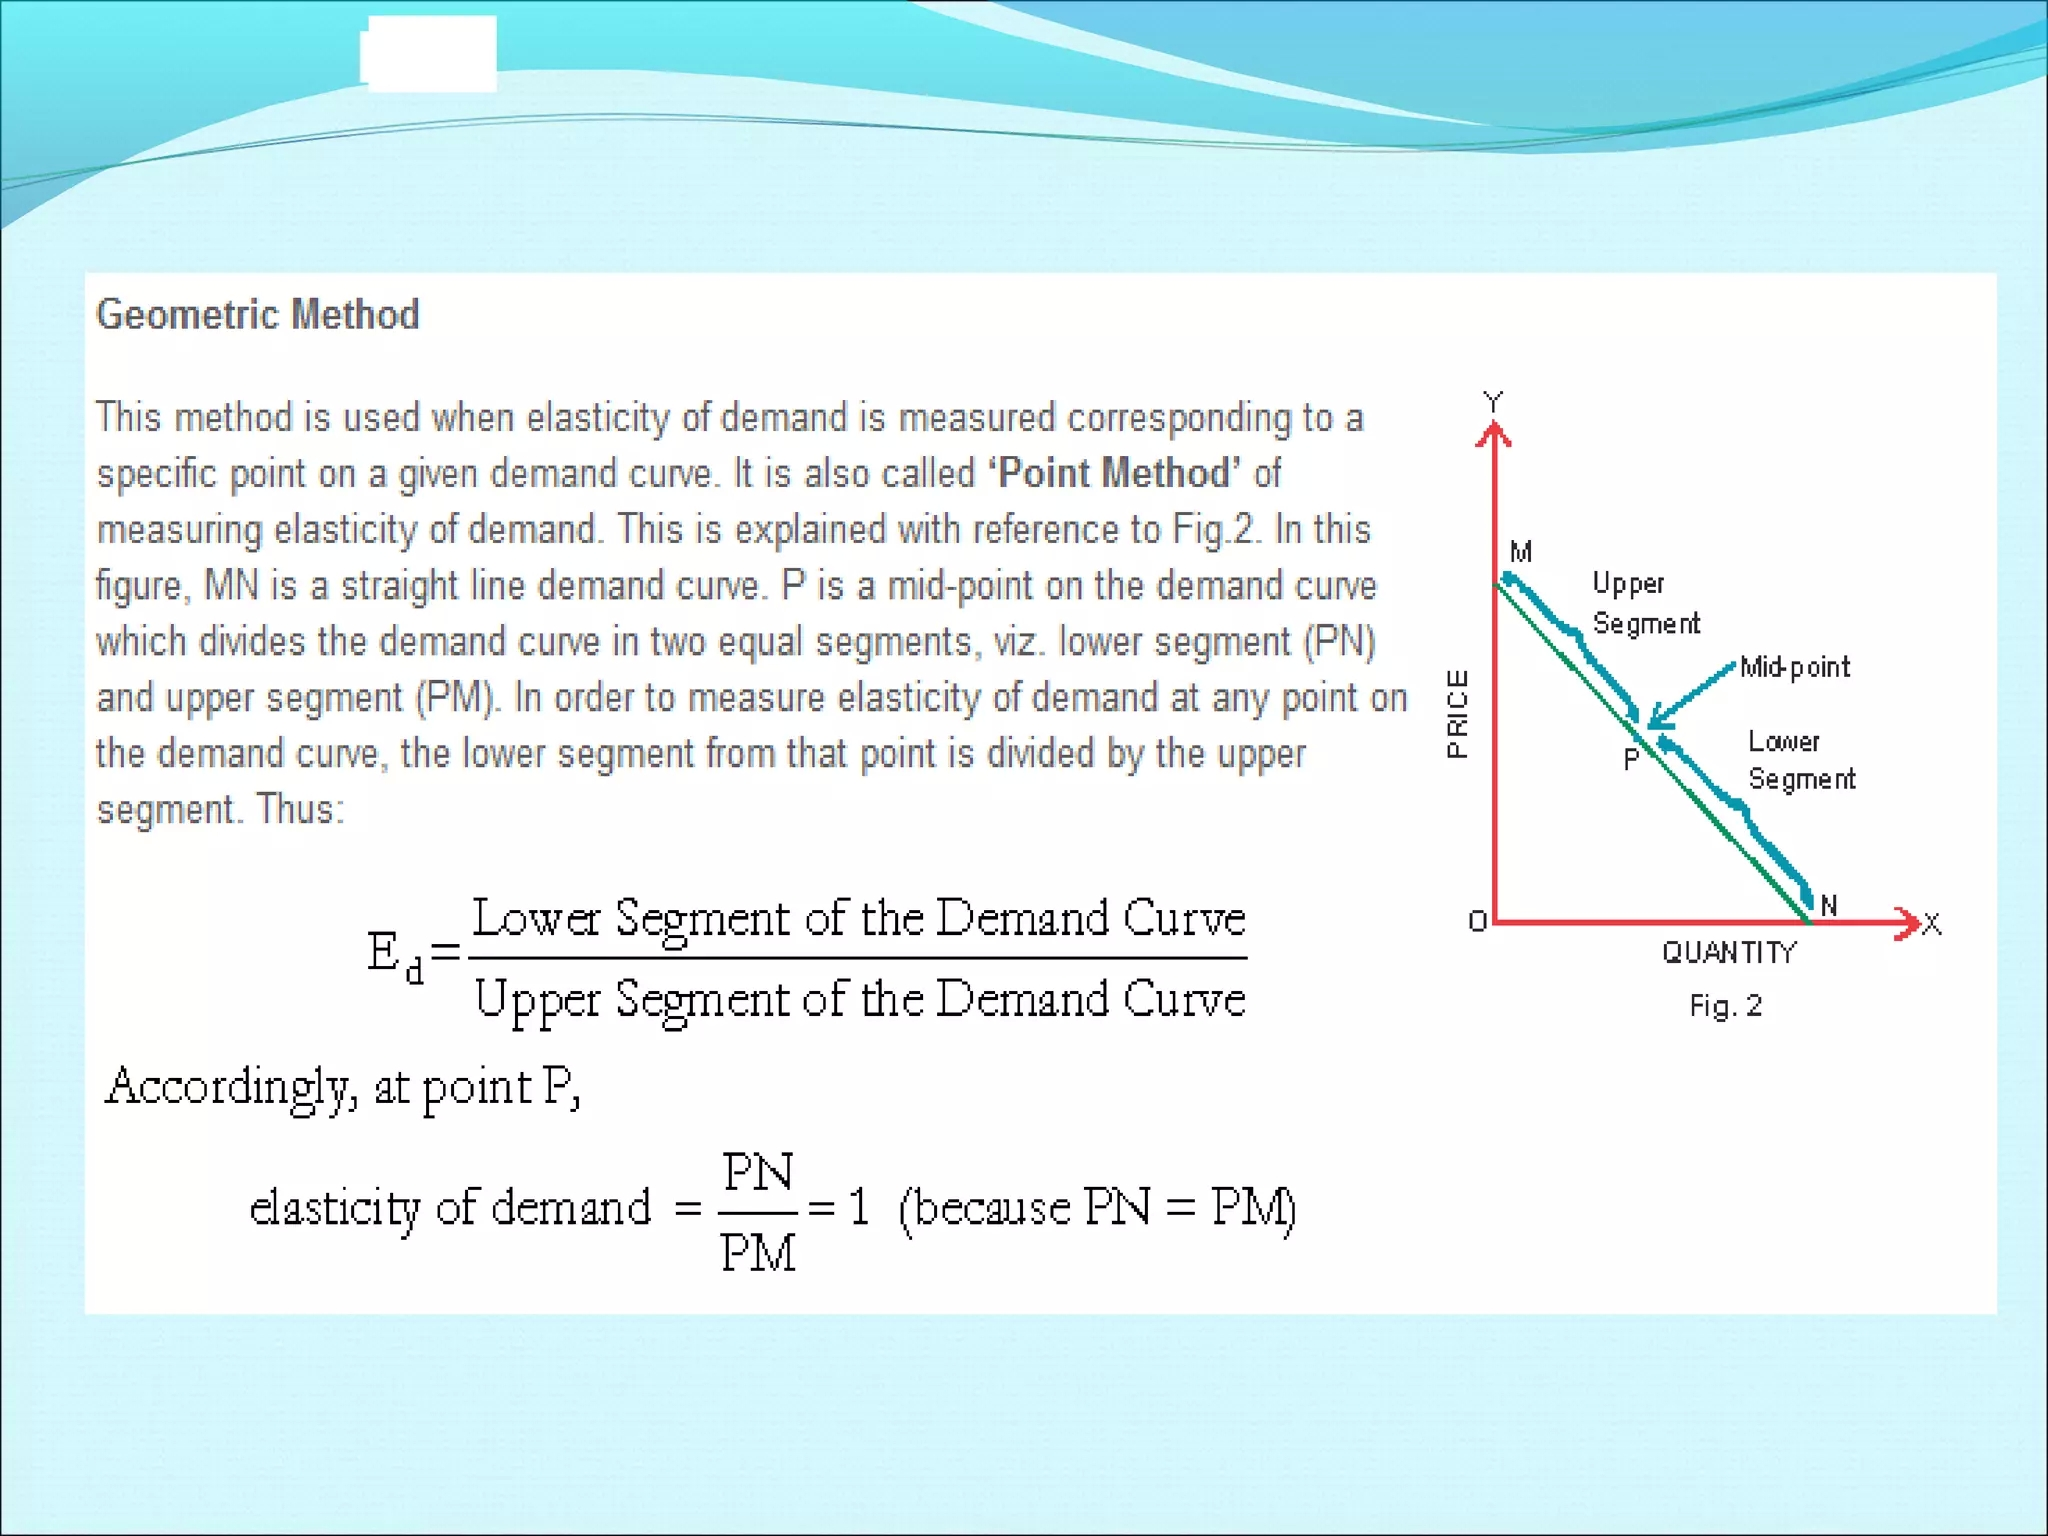 Geometric Method
This method is used when elasticity of demand is measured corresponding to a
specific point on a given demand curve. It is also called ‘Point Method’ of
measuring elasticity of demand. This is explained with reference to Fig.2. In this
figure, MN is a straight line demand curve. P is a mid-point on the demand curve
which divides the demand curve in two equal segments, viz. lower segment (PN)
and upper segment (PM). In order to measure elasticity of demand at any point on
the demand curve, the lower segment from that point is divided by the upper
segment. Thus:
Y
M
Upper
Segment
Mid-point
PRICE
P
Lower
Segment
N
O
X
QUANTITY
Fig. 2
Lower Segment of the Demand Curve
Ed=
Upper Segment of the Demand Curve
Accordingly, at point P,
PN
elasticity of demand = = 1 (because PN = PM)
PM